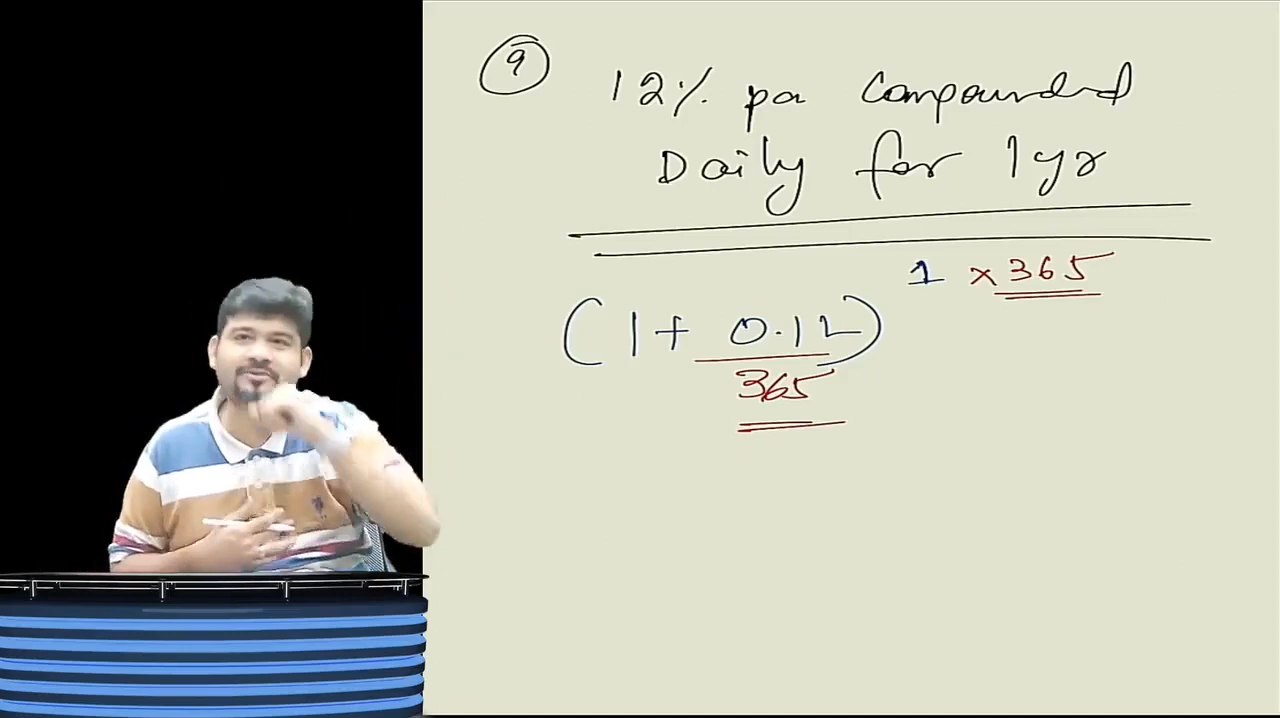 9
12% pa Compounded
Daily for 1yr
1 × 365
(1 + 0.12)
365